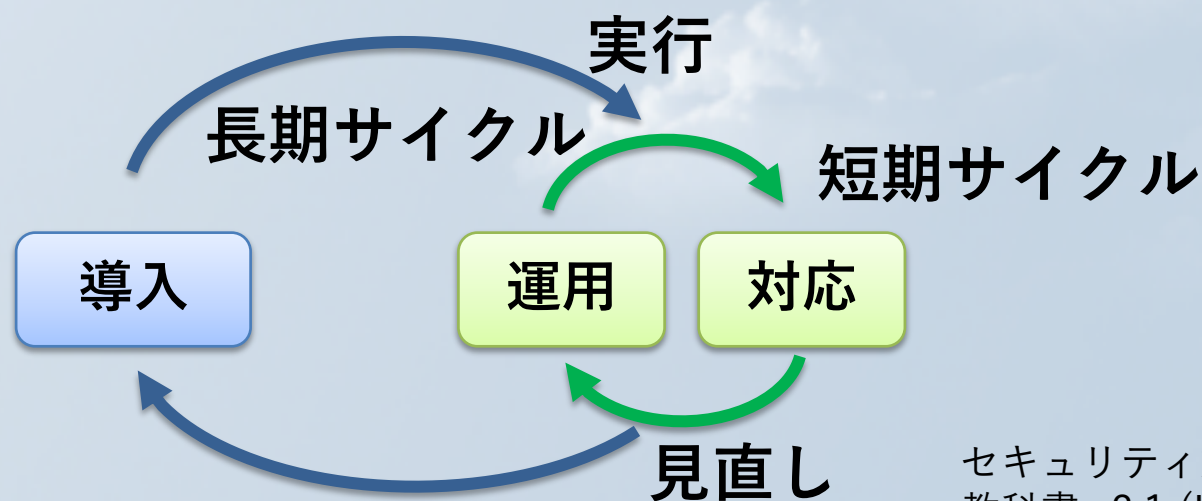 実行
長期サイクル
短期サイクル
導入
運用
対応
見直し
セキュリティ